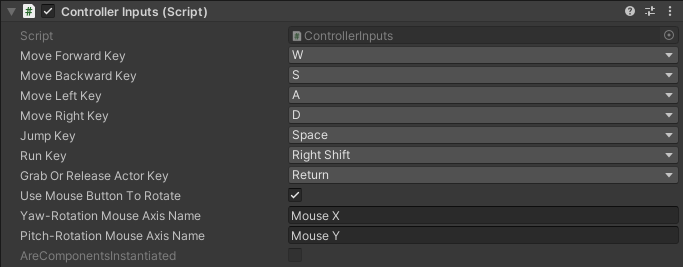 # Controller Inputs (Script)
Script # ControllerInputs
Move Forward Key W
Move Backward Key S
Move Left Key A
Move Right Key D
Jump Key Space
Run Key Right Shift
Grab Or Release Actor Key Return
Use Mouse Button To Rotate
Yaw-Rotation Mouse Axis Name Mouse X
Pitch-Rotation Mouse Axis Name Mouse Y
AreComponentsInstantiated